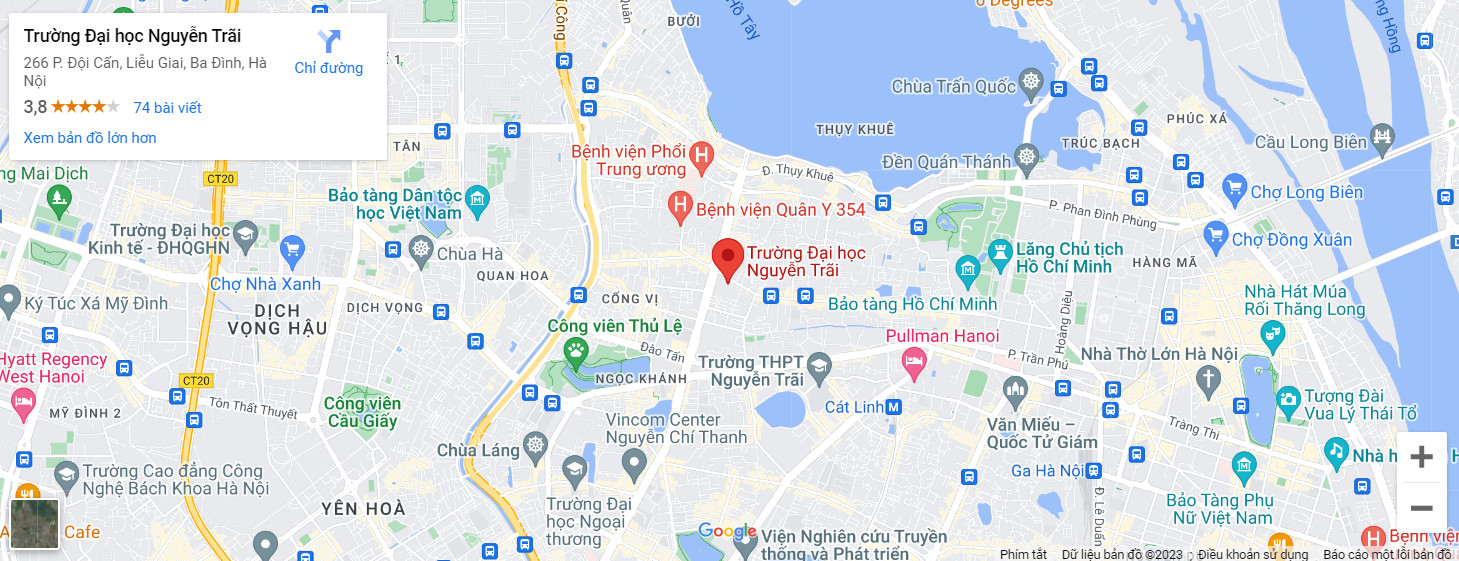 Trường Đại học Nguyễn Trãi
266 P. Đội Cấn, Liễu Giai, Ba Đình, Hà
Nội
3,8
74 bài viết
Chỉ đường
Xem bản đồ lớn hơn
BƯỞI
Hồ Tây
Chùa Trấn Quốc
THỤY KHUÊ
Đền Quán Thánh
TRÚC BẠCH
PHÚC XÁ
Cầu Long Biên
Chợ Long Biên
P. Phan Đình Phùng
Chợ Đồng Xuân
TÂN
CT20
Bệnh viện Phổi
Trung ương
Đ. Thụy Khuê
Bảo tàng Dân tộc
học Việt Nam
Bệnh viện Quân Y 354
Mai Dịch
Trường Đại học
Kinh tế - ĐHQGHN
Chùa Hà
Chợ Nhà Xanh
QUAN HOA
Trường Đại học
Nguyễn Trãi
Lăng Chủ tịch
Hồ Chí Minh
HÀNG MÃ
Bảo tàng Hồ Chí Minh
Ký Túc Xá Mỹ Đình
DỊCH
VỌNG HẬU
DỊCH VỌNG
CỐNG VỊ
Công viên Thủ Lệ
Hoàng Diệu
Nhà Hát Múa
Rối Thăng Long
Hyatt Regency
West Hanoi
CT20
Đào Tấn
NGỌC KHÁNH
Trường THPT
Nguyễn Trãi
Pullman Hanoi
P. Trần Phú
Nhà Thờ Lớn Hà Nội
MỸ ĐÌNH 2
Tôn Thất Thuyết
Công viên
Cầu Giấy
Vincom Center
Nguyễn Chí Thanh
Cát Linh
M
Văn Miếu –
Quốc Tử Giám
Tràng Thi
Tượng Đài
Vua Lý Thái Tổ
Chùa Láng
Trường Cao đẳng Công
Nghệ Bách Khoa Hà Nội
YÊN HOÀ
Trường Đại
học Ngoại
thương
Ga Hà Nội
Đ. Lê Duẩn
Bảo Tàng Phụ
Nữ Việt Nam
Cafe
Google
Viện Nghiên cứu Truyền
thống và Phát triển
Phím tắt
Dữ liệu bản đồ ©2023
Điều khoản sử dụng
Báo cáo một lỗi bản đồ